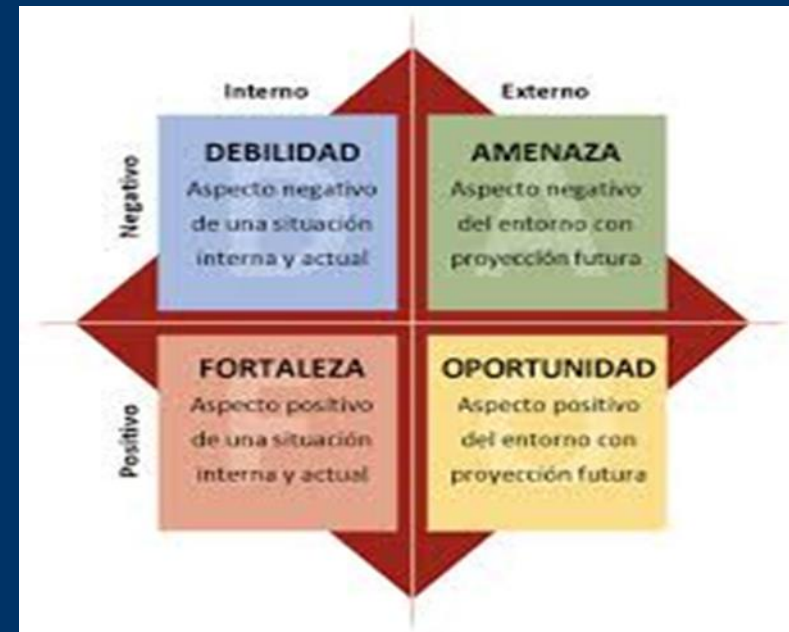 Interno
Externo
Negativo
DEBILIDAD
Aspecto negativo
de una situación
interna y actual
AMENAZA
Aspecto negativo
del entorno con
proyección futura
Positivo
FORTALEZA
Aspecto positivo
de una situación
interna y actual
OPORTUNIDAD
Aspecto positivo
del entorno con
proyección futura